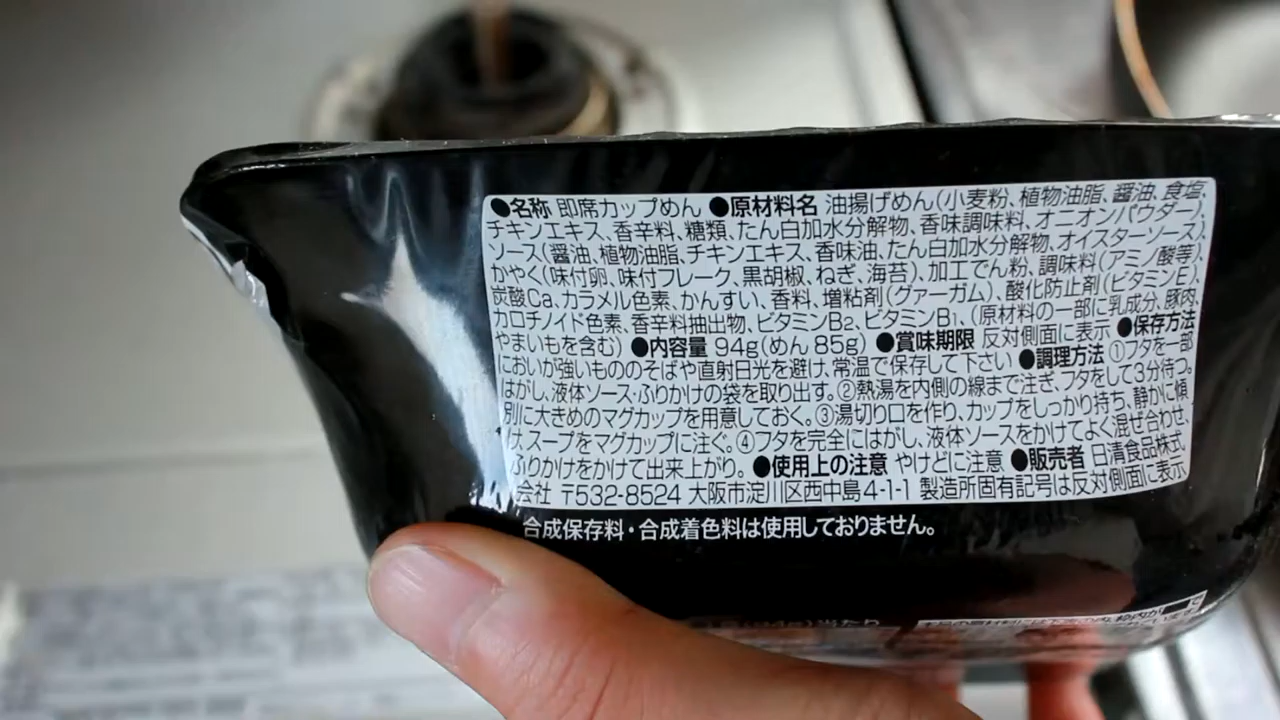 ●名称 即席カップめん ●原材料名 油揚げめん(小麦粉、植物油脂、醤油、食塩、
チキンエキス、香辛料、糖類、たん白加水分解物、香味調味料、オニオンパウダー)、
ソース(醤油、植物油脂、チキンエキス、香味油、たん白加水分解物、オイスターソース)、
かやく(味付卵、味付フレーク、黒胡椒、ねぎ、海苔)、加工でん粉、調味料(アミノ酸等)、
炭酸Ca、カラメル色素、かんすい、香料、増粘剤(グァーガム)、酸化防止剤(ビタミンE)、
カロチノイド色素、香辛料抽出物、ビタミンB2、ビタミンB1、(原材料の一部に乳成分、豚肉、
やまいもを含む) ●内容量 94g(めん 85g) ●賞味期限 反対側面に表示 ●保存方法
においが強いもののそばや直射日光を避け、常温で保存して下さい ●調理方法 ①フタを一部
はがし、液体ソース・ふりかけの袋を取り出す。②熱湯を内側の線まで注ぎ、フタをして3分待つ。
別に大きめのマグカップを用意しておく。③湯切り口を作り、カップをしっかり持ち、静かに傾
け、スープをマグカップに注ぐ。④フタを完全にはがし、液体ソースをかけてよく混ぜ合わせ、
ふりかけをかけて出来上がり。 ●使用上の注意 やけどに注意 ●販売者 日清食品株式
会社 〒532-8524 大阪市淀川区西中島4-1-1 製造所固有記号は反対側面に表示
合成保存料・合成着色料は使用しておりません。
(94g)当たり